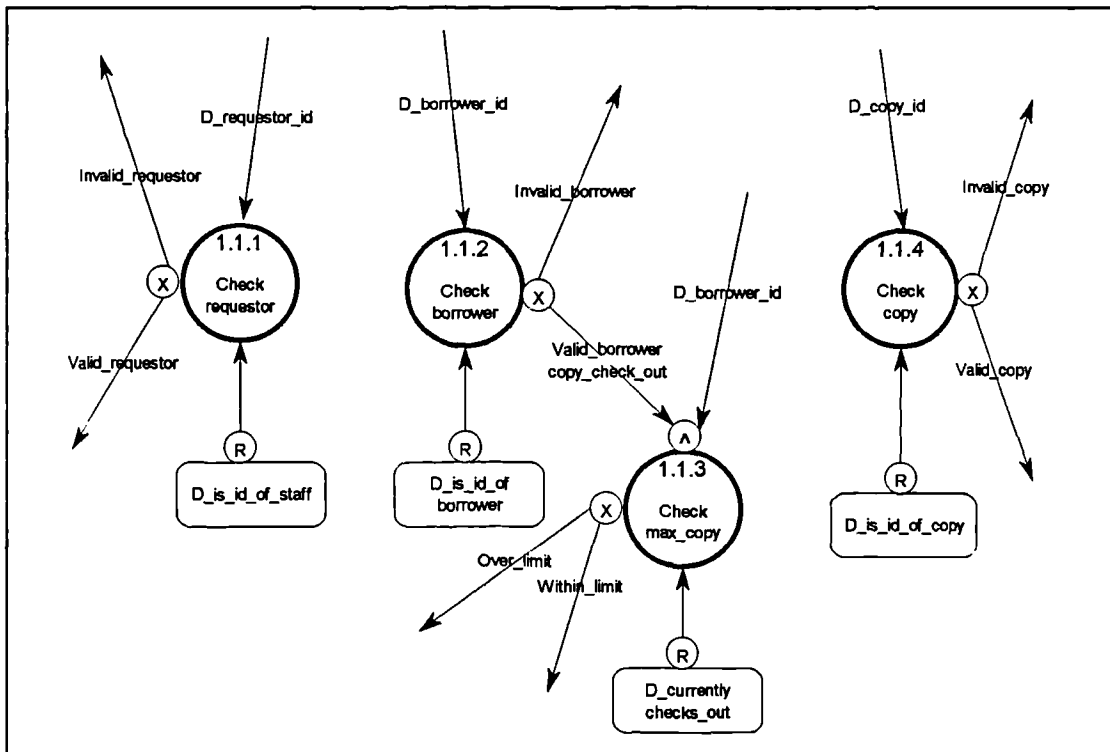 D_requestor_id
Invalid_requestor
1.1.1
Check
requestor
X
Valid_requestor
R
D_is_id_of_staff
D_borrower_id
Invalid_borrower
1.1.2
Check
borrower
X
Valid_borrower
copy_check_out
R
D_is_id_of
borrower
D_borrower_id
^
1.1.3
Check
max_copy
X
Over_limit
Within_limit
R
D_currently
checks_out
D_copy_id
Invalid_copy
1.1.4
Check
copy
X
Valid_copy
R
D_is_id_of_copy